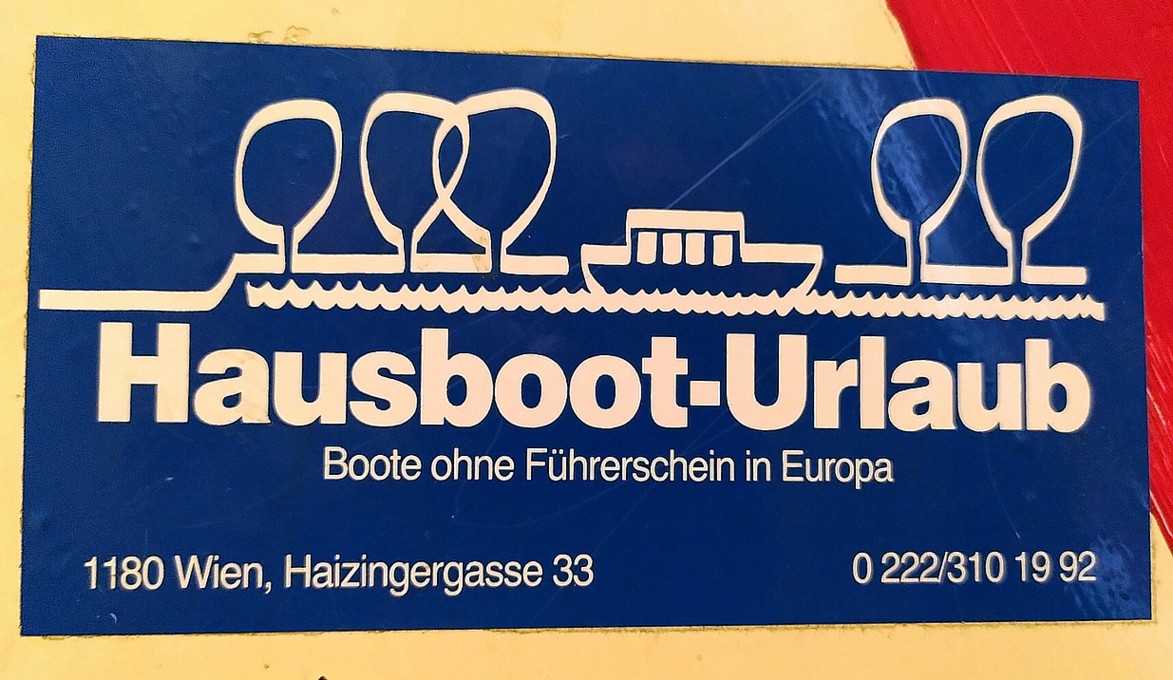 Hausboot-Urlaub
Boote ohne Führerschein in Europa
1180 Wien, Haizingergasse 33
0 222/310 19 92